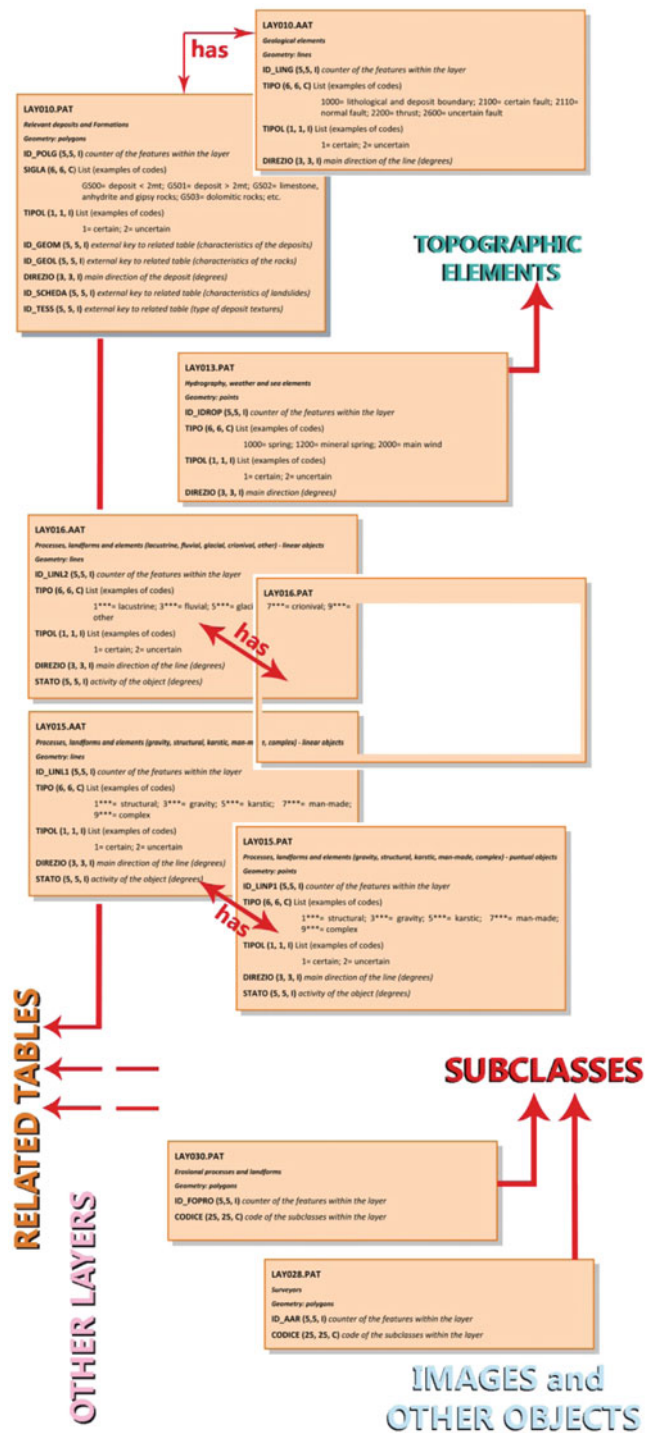 has
LAY010.AAT
Geological elements
Geometry: lines
ID_LING (5,5, I) counter of the features within the layer
TIPO (6, 6, C) List (examples of codes)
1000= lithological and deposit boundary; 2100= certain fault; 2110=
normal fault; 2200= thrust; 2600= uncertain fault
TIPOL (1, 1, I) List (examples of codes)
1= certain; 2= uncertain
DIREZIO (3, 3, I) main direction of the line (degrees)
LAY010.PAT
Relevant deposits and Formations
Geometry: polygons
ID_POLG (5,5, I) counter of the features within the layer
SIGLA (6, 6, C) List (examples of codes)
GS00= deposit < 2mt; GS01= deposit > 2mt; GS02= limestone,
anhydrite and gipsy rocks; GS03= dolomitic rocks; etc.
TIPOL (1, 1, I) List (examples of codes)
1= certain; 2= uncertain
ID_GEOM (5, 5, I) external key to related table (characteristics of the deposits)
ID_GEOL (5, 5, I) external key to related table (characteristics of the rocks)
DIREZIO (3, 3, I) main direction of the deposit (degrees)
ID_SCHEDA (5, 5, I) external key to related table (characteristics of landslides)
ID_TESS (5, 5, I) external key to related table (type of deposit textures)
TOPOGRAPHIC
ELEMENTS
LAY013.PAT
Hydrography, weather and sea elements
Geometry: points
ID_IDROP (5,5, I) counter of the features within the layer
TIPO (6, 6, C) List (examples of codes)
1000= spring; 1200= mineral spring; 2000= main wind
TIPOL (1, 1, I) List (examples of codes)
1= certain; 2= uncertain
DIREZIO (3, 3, I) main direction (degrees)
LAY016.AAT
Processes, landforms and elements (lacustrine, fluvial, glacial, crionival, other) - linear objects
Geometry: lines
ID_LINL2 (5,5, I) counter of the features within the layer
TIPO (6, 6, C) List (examples of codes)
1***= lacustrine; 3***= fluvial; 5***= glaci 7***= crionival; 9***=
other
TIPOL (1, 1, I) List (examples of codes)
1= certain; 2= uncertain
DIREZIO (3, 3, I) main direction of the line (degrees)
STATO (5, 5, I) activity of the object (degrees)
LAY016.PAT
has
LAY015.AAT
Processes, landforms and elements (gravity, structural, karstic, man-made, complex) - linear objects
Geometry: lines
ID_LINL1 (5,5, I) counter of the features within the layer
TIPO (6, 6, C) List (examples of codes)
1***= structural; 3***= gravity; 5***= karstic; 7***= man-made;
9***= complex
TIPOL (1, 1, I) List (examples of codes)
1= certain; 2= uncertain
DIREZIO (3, 3, I) main direction of the line (degrees)
STATO (5, 5, I) activity of the object (degrees)
has
LAY015.PAT
Processes, landforms and elements (gravity, structural, karstic, man-made, complex) - puntual objects
Geometry: points
ID_LINP1 (5,5, I) counter of the features within the layer
TIPO (6, 6, C) List (examples of codes)
1***= structural; 3***= gravity; 5***= karstic; 7***= man-made;
9***= complex
TIPOL (1, 1, I) List (examples of codes)
1= certain; 2= uncertain
DIREZIO (3, 3, I) main direction of the line (degrees)
STATO (5, 5, I) activity of the object (degrees)
RELATED TABLES
SUBCLASSES
LAY030.PAT
Erosional processes and landforms
Geometry: polygons
ID_FOPRO (5,5, I) counter of the features within the layer
CODICE (25, 25, C) code of the subclasses within the layer
OTHER LAYERS
LAY028.PAT
Surveyors
Geometry: polygons
ID_AAR (5,5, I) counter of the features within the layer
CODICE (25, 25, C) code of the subclasses within the layer
IMAGES and
OTHER OBJECTS